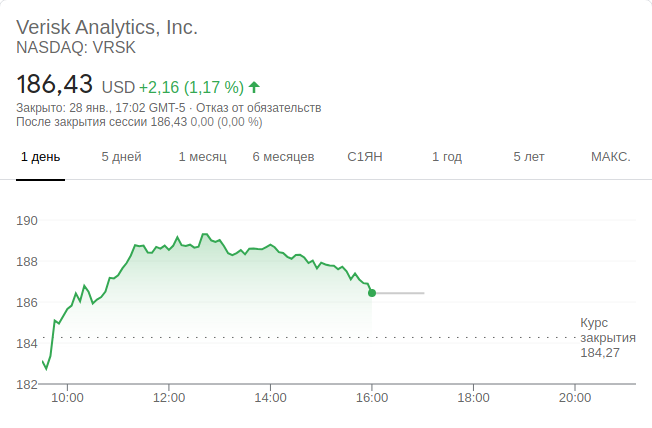 Verisk Analytics, Inc.
NASDAQ: VRSK
186,43 USD +2,16 (1,17 %)
Закрыто: 28 янв., 17:02 GMT-5 · Отказ от обязательств
После закрытия сессии 186,43 0,00 (0,00 %)
1 день 5 дней 1 месяц 6 месяцев С1ЯН 1 год 5 лет МАКС.
190
188
186
184
182
Курс
закрытия
184,27
10:00 12:00 14:00 16:00 18:00 20:00